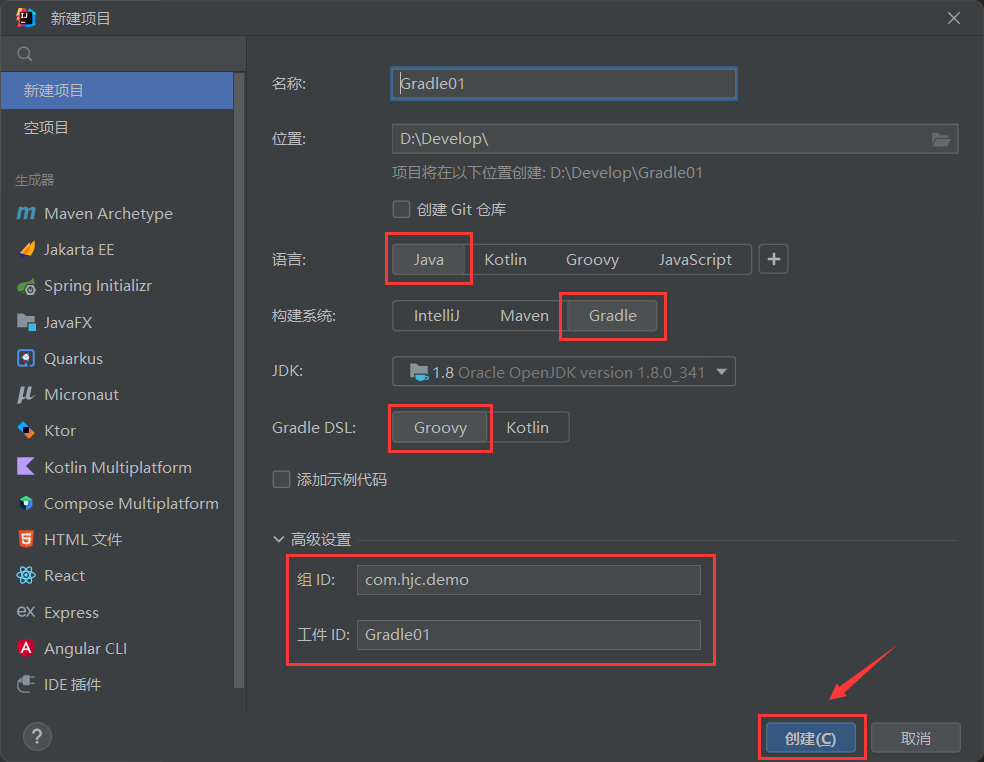 新建项目
新建项目
空项目
生成器
Maven Archetype
Jakarta EE
Spring Initializr
JavaFX
Quarkus
Micronaut
Ktor
Kotlin Multiplatform
Compose Multiplatform
HTML 文件
React
ex Express
Angular CLI
IDE 插件
名称: Gradle01
位置: D:\Develop\
项目将在以下位置创建: D:\Develop\Gradle01
创建 Git 仓库
语言: Java Kotlin Groovy JavaScript +
构建系统: IntelliJ Maven Gradle
JDK: 1.8 Oracle OpenJDK version 1.8.0_341
Gradle DSL: Groovy Kotlin
添加示例代码
高级设置
组 ID: com.hjc.demo
工件 ID: Gradle01
? 创建(C) 取消